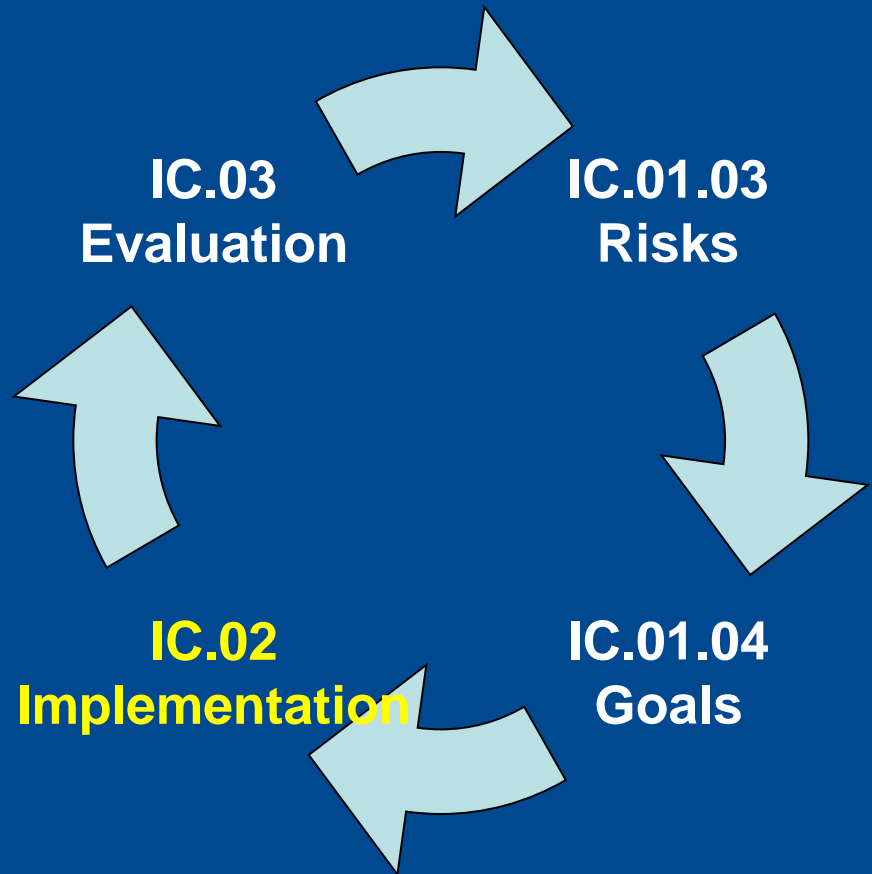 IC.03
Evaluation
IC.01.03
Risks
IC.02
Implementation
IC.01.04
Goals